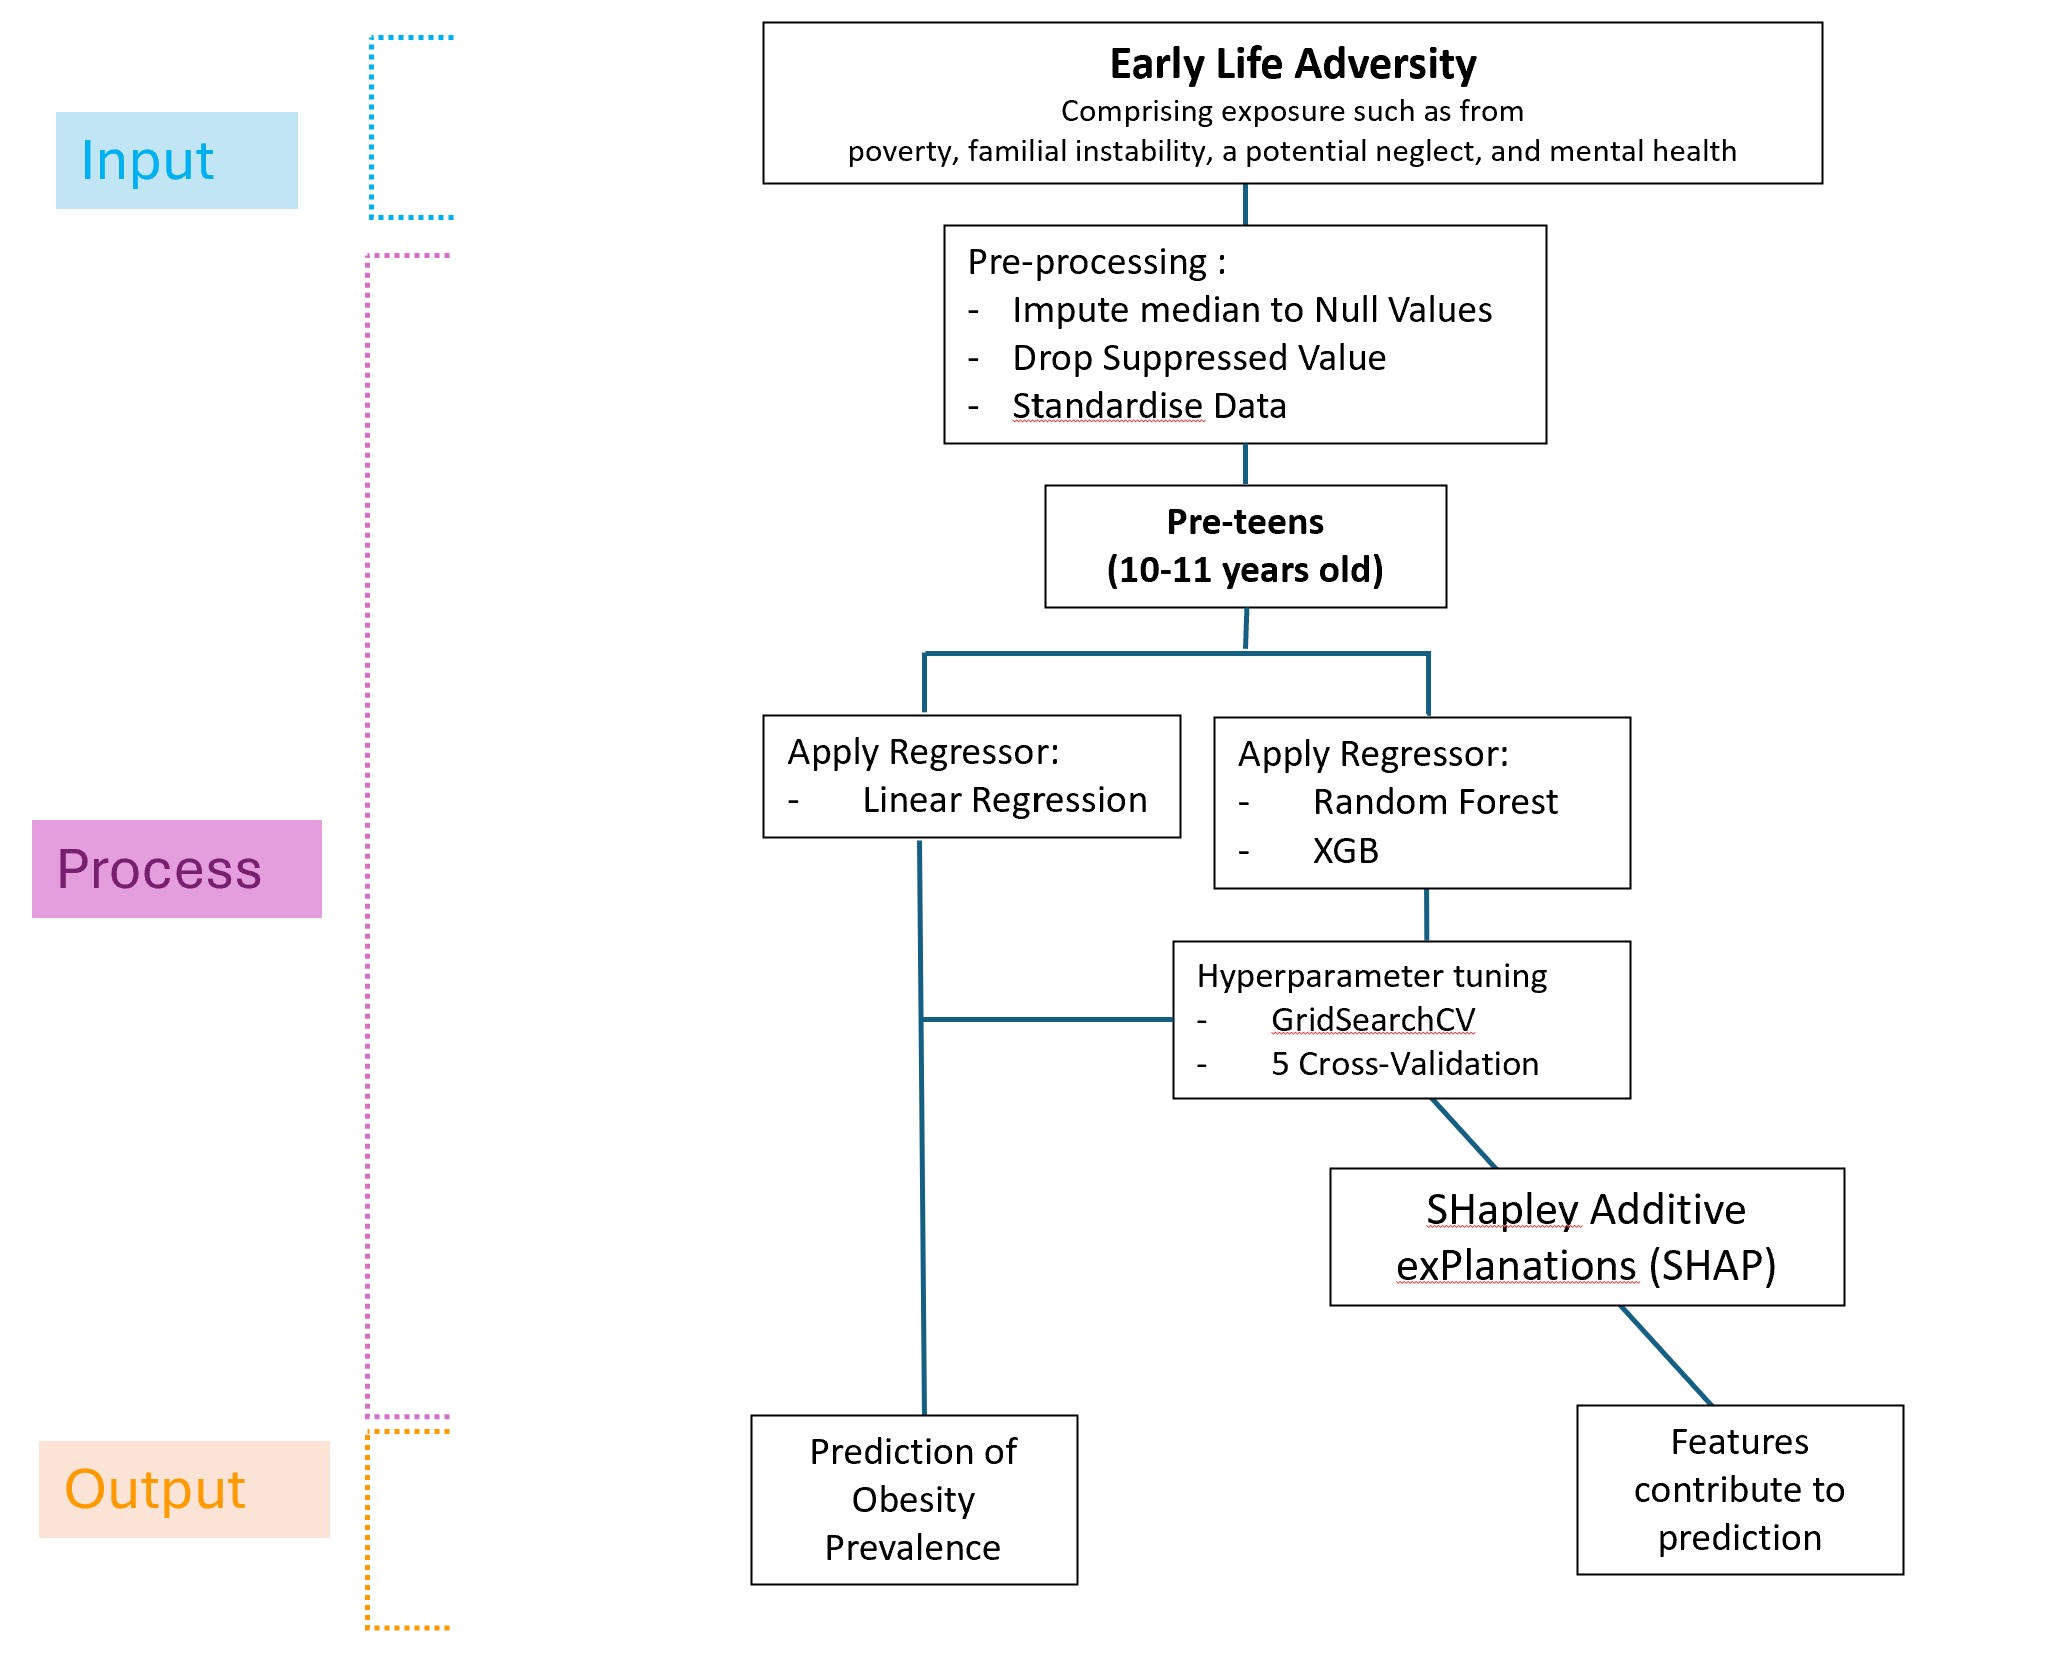 Early Life Adversity
Comprising exposure such as from
poverty, familial instability, a potential neglect, and mental health
Input
Pre-processing :
- Impute median to Null Values
- Drop Suppressed Value
- Standardise Data
Pre-teens
(10-11 years old)
Apply Regressor:
- Linear Regression
Apply Regressor:
- Random Forest
- XGB
Process
Hyperparameter tuning
- GridSearchCV
- 5 Cross-Validation
SHapley Additive
exPlanations (SHAP)
Output
Prediction of
Obesity
Prevalence
Features
contribute to
prediction